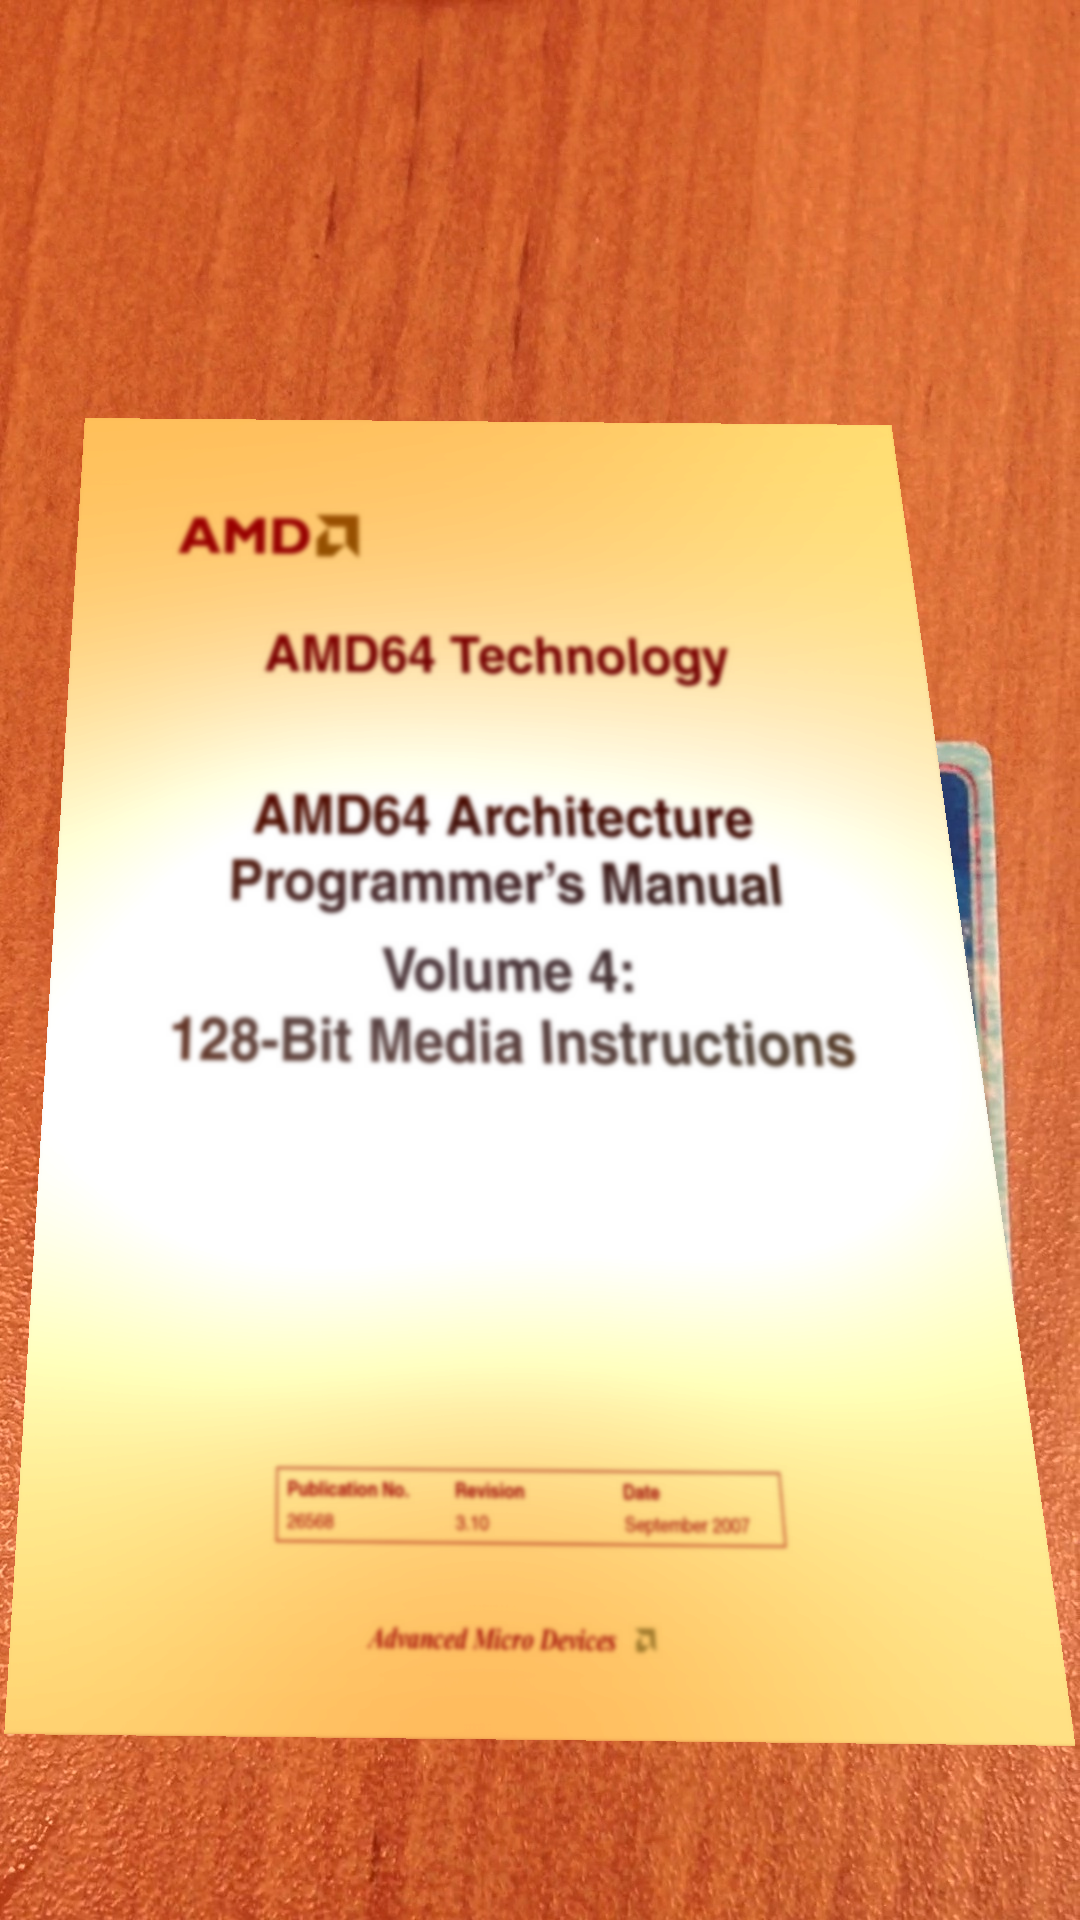 AMD
AMD64 Technology
AMD64 Architecture
Programmer's Manual
Volume 4:
128-Bit Media Instructions
Publication No. Revision Date
26568 3.10 September 2007
Advanced Micro Devices